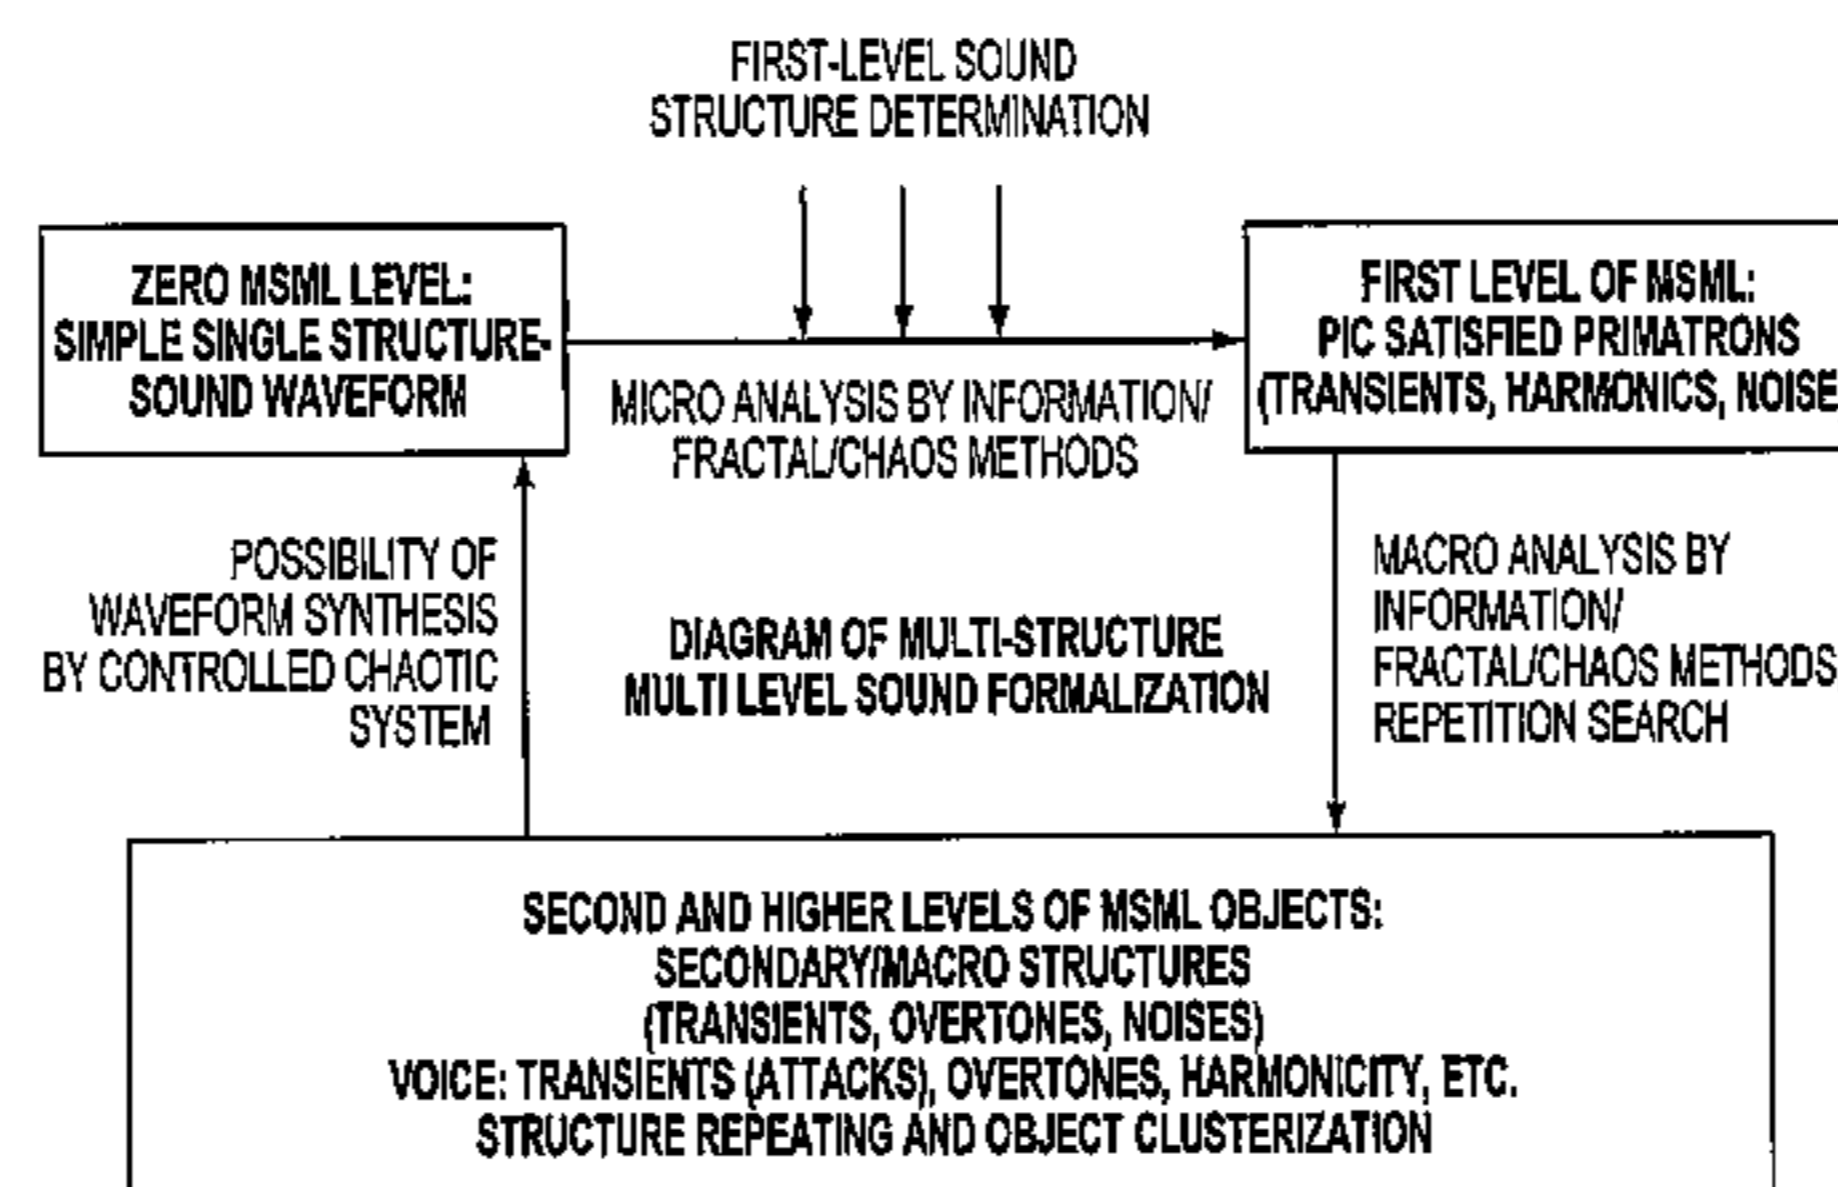 FIRST-LEVEL SOUND
STRUCTURE DETERMINATION
ZERO MSML LEVEL:
SIMPLE SINGLE STRUCTURE-
SOUND WAVEFORM
FIRST LEVEL OF MSML:
PIC SATISFIED PRIMATRONS
(TRANSIENTS, HARMONICS, NOISE
MICRO ANALYSIS BY INFORMATION/
FRACTAL/CHAOS METHODS
POSSIBILITY OF
WAVEFORM SYNTHESIS
BY CONTROLLED CHAOTIC
SYSTEM
DIAGRAM OF MULTI-STRUCTURE
MULTI LEVEL SOUND FORMALIZATION
MACRO ANALYSIS BY
INFORMATION/
FRACTAL/CHAOS METHODS
REPETITION SEARCH
SECOND AND HIGHER LEVELS OF MSML OBJECTS:
SECONDARY/MACRO STRUCTURES
(TRANSIENTS, OVERTONES, NOISES)
VOICE: TRANSIENTS (ATTACKS), OVERTONES, HARMONICITY, ETC.
STRUCTURE REPEATING AND OBJECT CLUSTERIZATION